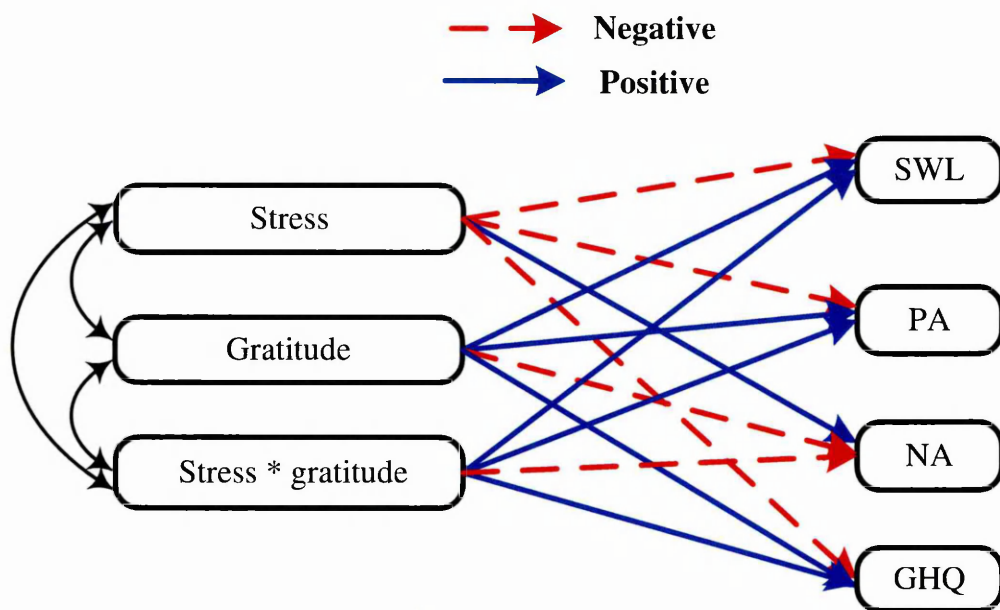 Negative
Positive
Stress
Gratitude
Stress * gratitude
SWL
PA
NA
GHQ